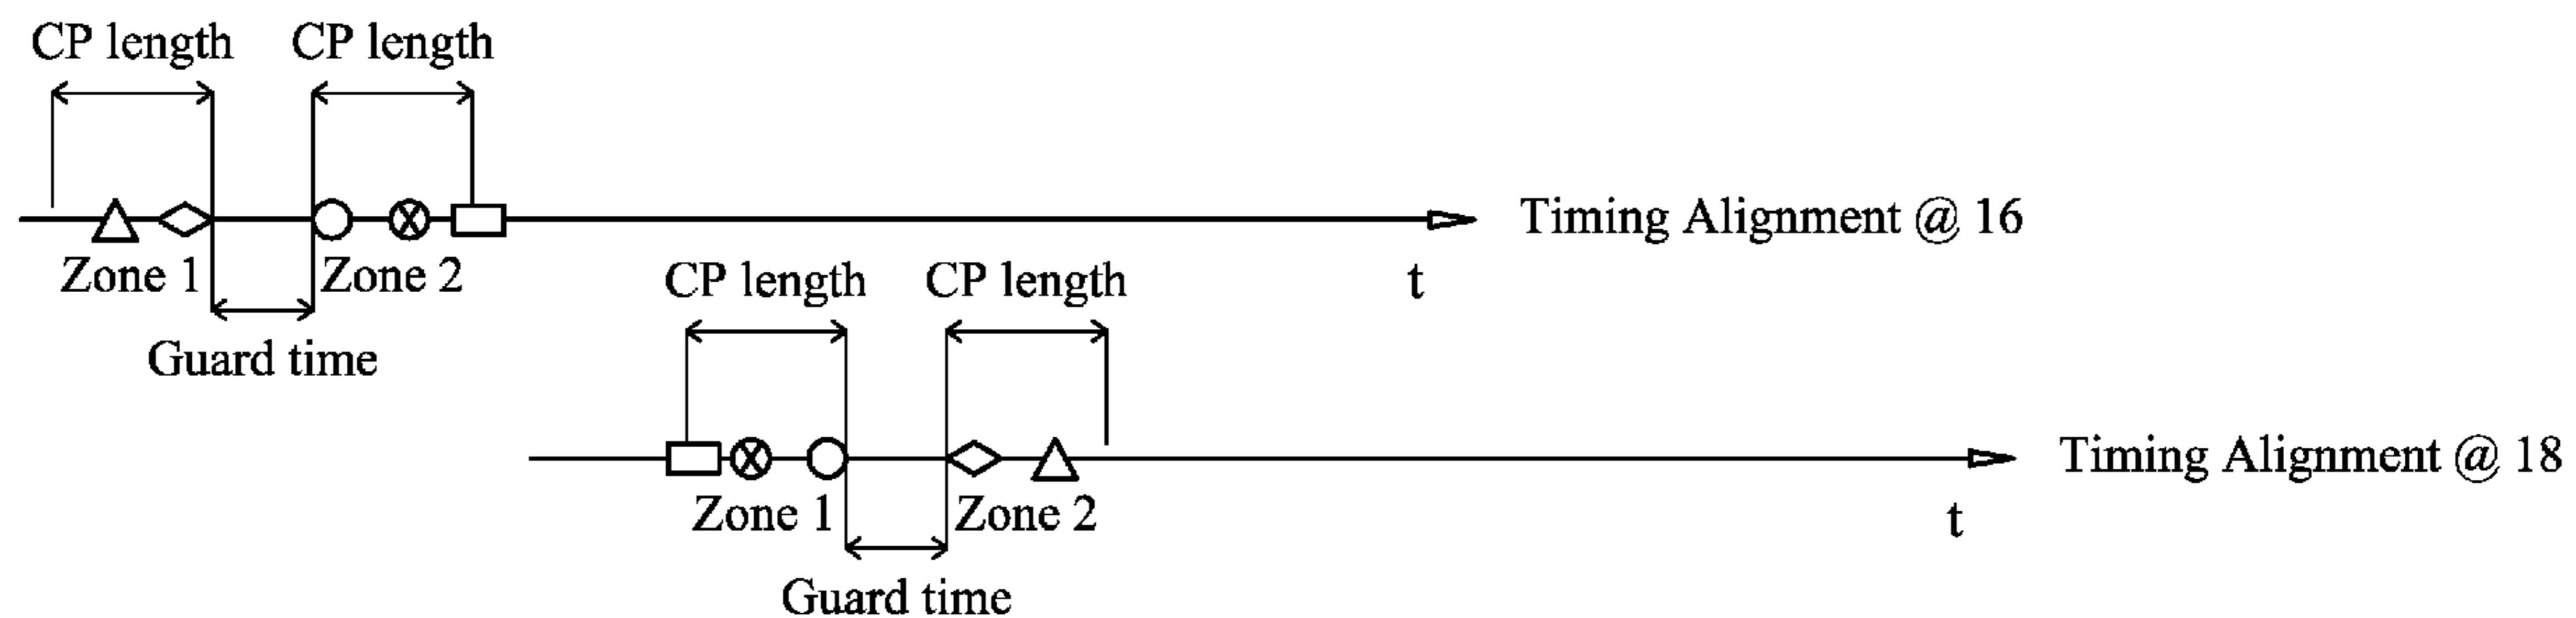 CP length CP length
Timing Alignment @ 16
Zone 1 Zone 2
t
Guard time
CP length CP length
Timing Alignment @ 18
Zone 1 Zone 2
t
Guard time